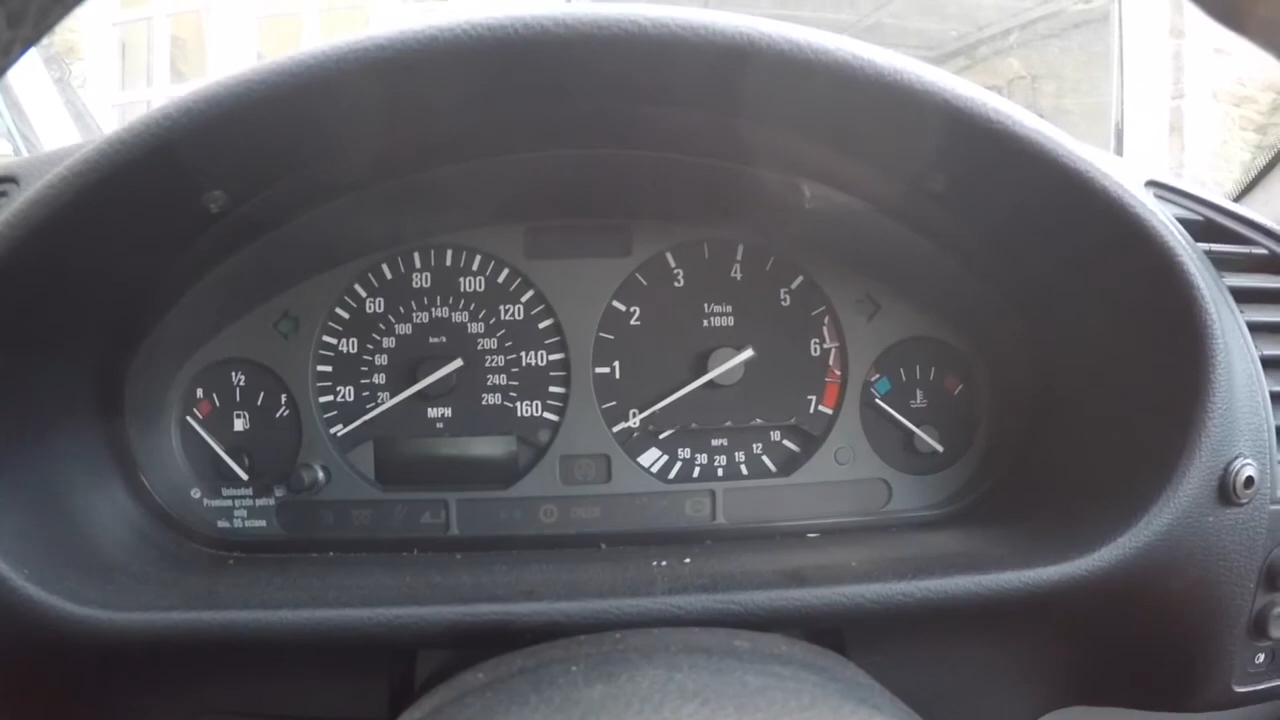 80
60
100
40
120
20
140
160
MPH
120 140 160
100
180
80
200
60
220
40
240
20
260
km/h
1/min
x1000
0
1
2
3
4
5
6
7
MPG
50 30 20 15 12 10
R
1/2
F
Unleaded
Premium grade petrol
only
min. 95 octane
CHECK